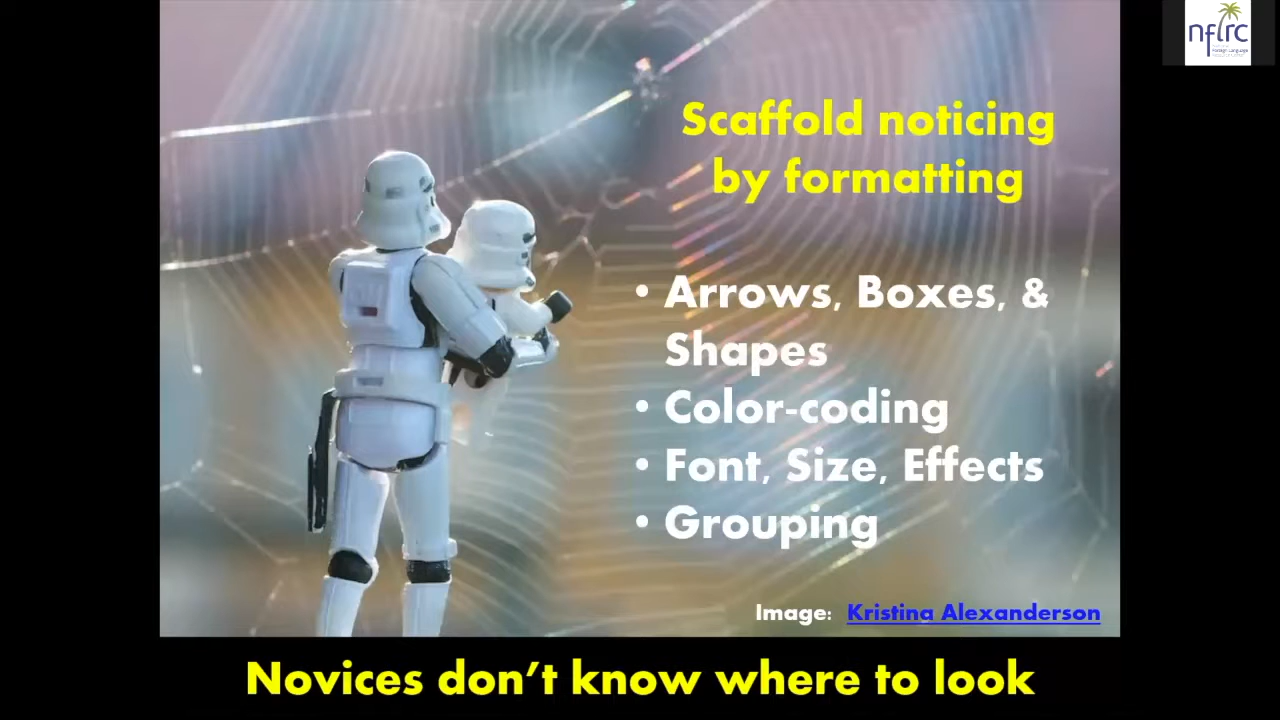 nflrc
Scaffold noticing
by formatting
• Arrows, Boxes, &
Shapes
• Color-coding
• Font, Size, Effects
• Grouping
Image: Kristina Alexanderson
Novices don’t know where to look